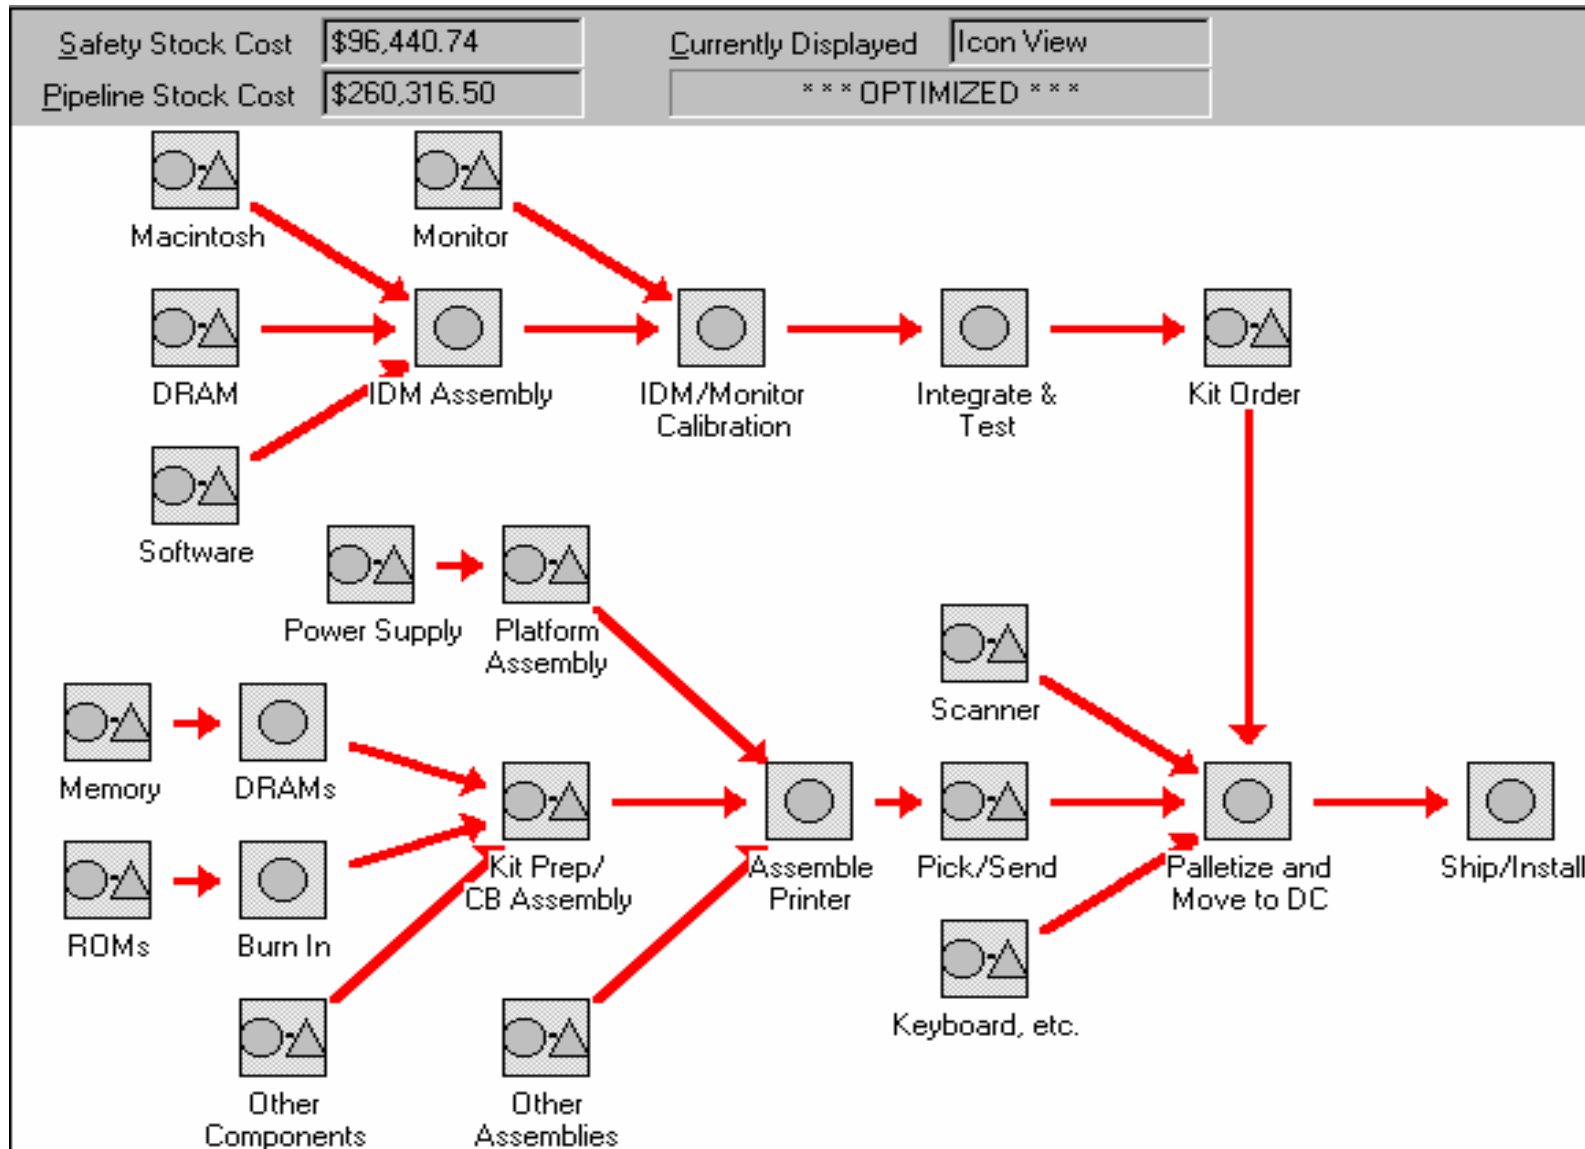 Safety Stock Cost $96,440.74 Currently Displayed Icon View
Pipeline Stock Cost $260,316.50 * * * OPTIMIZED * * *
Macintosh
Monitor
DRAM
IDM Assembly
IDM/Monitor
Calibration
Integrate &
Test
Kit Order
Software
Power Supply
Platform
Assembly
Scanner
Memory
DRAMs
Kit Prep/
CB Assembly
Assemble
Printer
Pick/Send
Palletize and
Move to DC
Ship/Install
ROMs
Burn In
Keyboard, etc.
Other
Components
Other
Assemblies